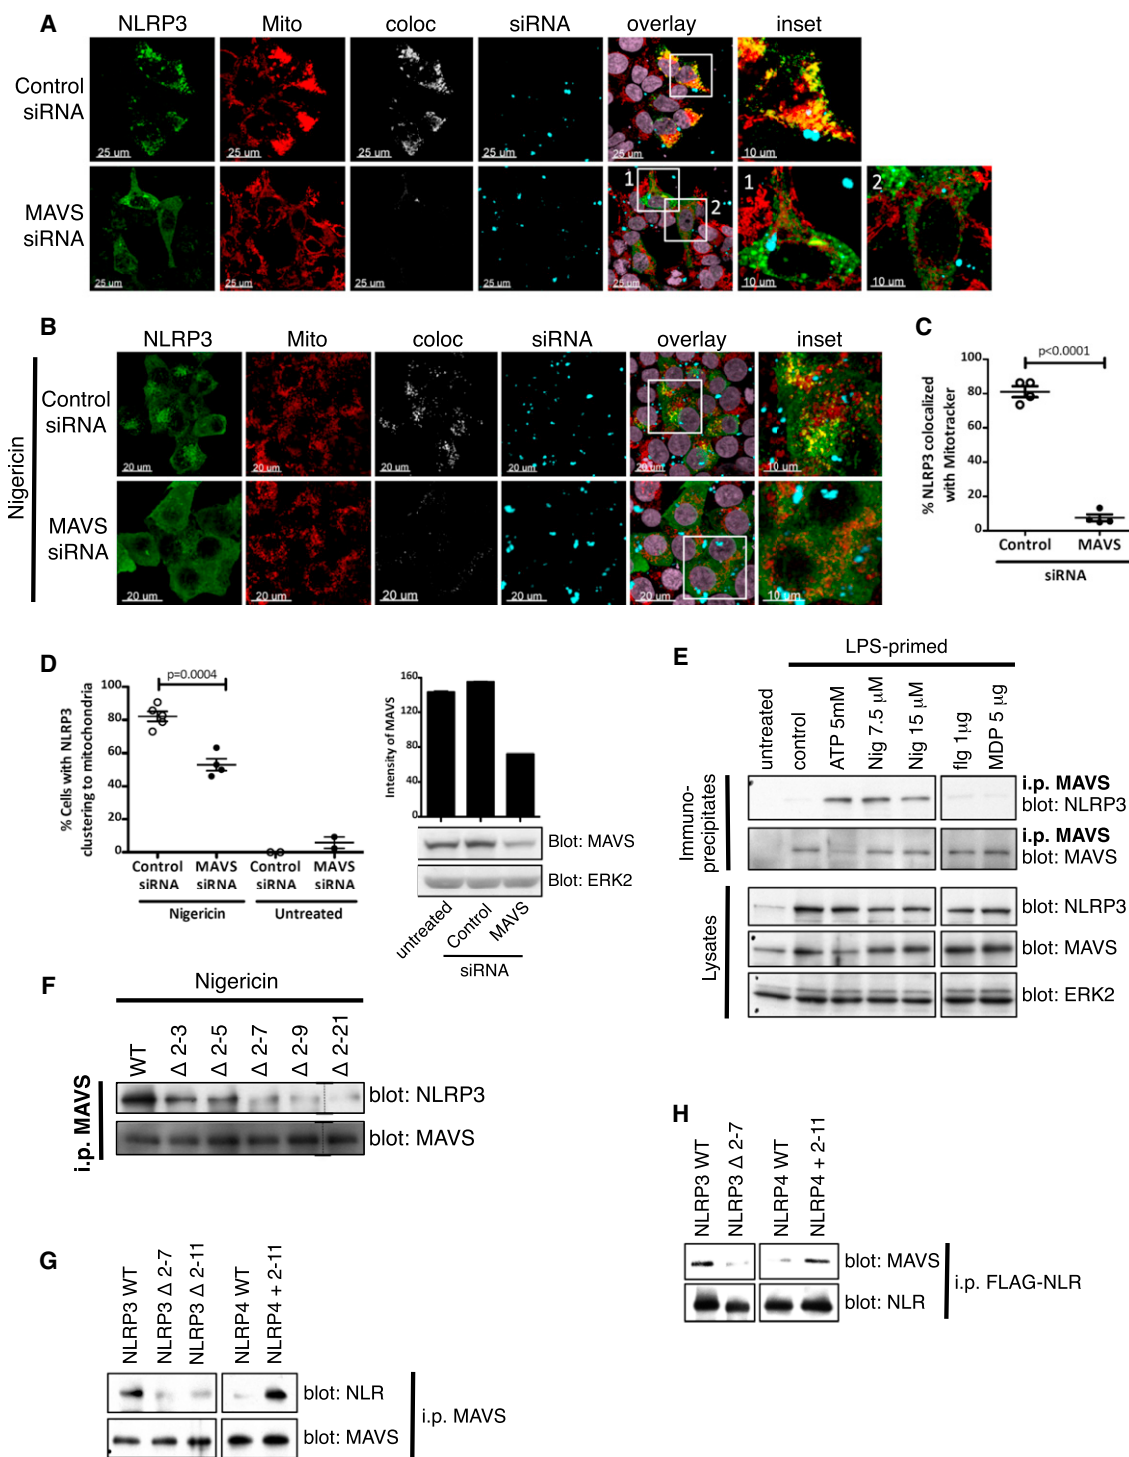 A
NLRP3 Mito coloc siRNA overlay inset
Control siRNA
25 um 25 um 25 um 25 um 25 um 10 um
MAVS siRNA
1 2 1 2
25 um 25 um 25 um 25 um 25 um 10 um 10 um
B
NLRP3 Mito coloc siRNA overlay inset
Nigericin
Control siRNA
20 um 20 um 20 um 20 um 20 um 10 um
MAVS siRNA
20 um 20 um 20 um 20 um 20 um 10 um
C
% NLRP3 colocalized with Mitotracker
100
80
60
40
20
0
p<0.0001
Control MAVS
siRNA
D
% Cells with NLRP3 clustering to mitochondria
100
80
60
40
20
0
p=0.0004
Control siRNA MAVS siRNA Control siRNA MAVS siRNA
Nigericin Untreated
Intensity of MAVS
160
120
80
40
0
Blot: MAVS
Blot: ERK2
untreated Control MAVS
siRNA
E
LPS-primed
untreated control ATP 5mM Nig 7.5 µM Nig 15 µM flg 1µg MDP 5 µg
Immuno-precipitates
i.p. MAVS
blot: NLRP3
i.p. MAVS
blot: MAVS
Lysates
blot: NLRP3
blot: MAVS
blot: ERK2
F
Nigericin
WT Δ 2-3 Δ 2-5 Δ 2-7 Δ 2-9 Δ 2-21
i.p. MAVS
blot: NLRP3
blot: MAVS
G
NLRP3 WT NLRP3 Δ 2-7 NLRP3 Δ 2-11 NLRP4 WT NLRP4 + 2-11
blot: NLR
blot: MAVS
i.p. MAVS
H
NLRP3 WT NLRP3 Δ 2-7 NLRP4 WT NLRP4 + 2-11
blot: MAVS
blot: NLR
i.p. FLAG-NLR